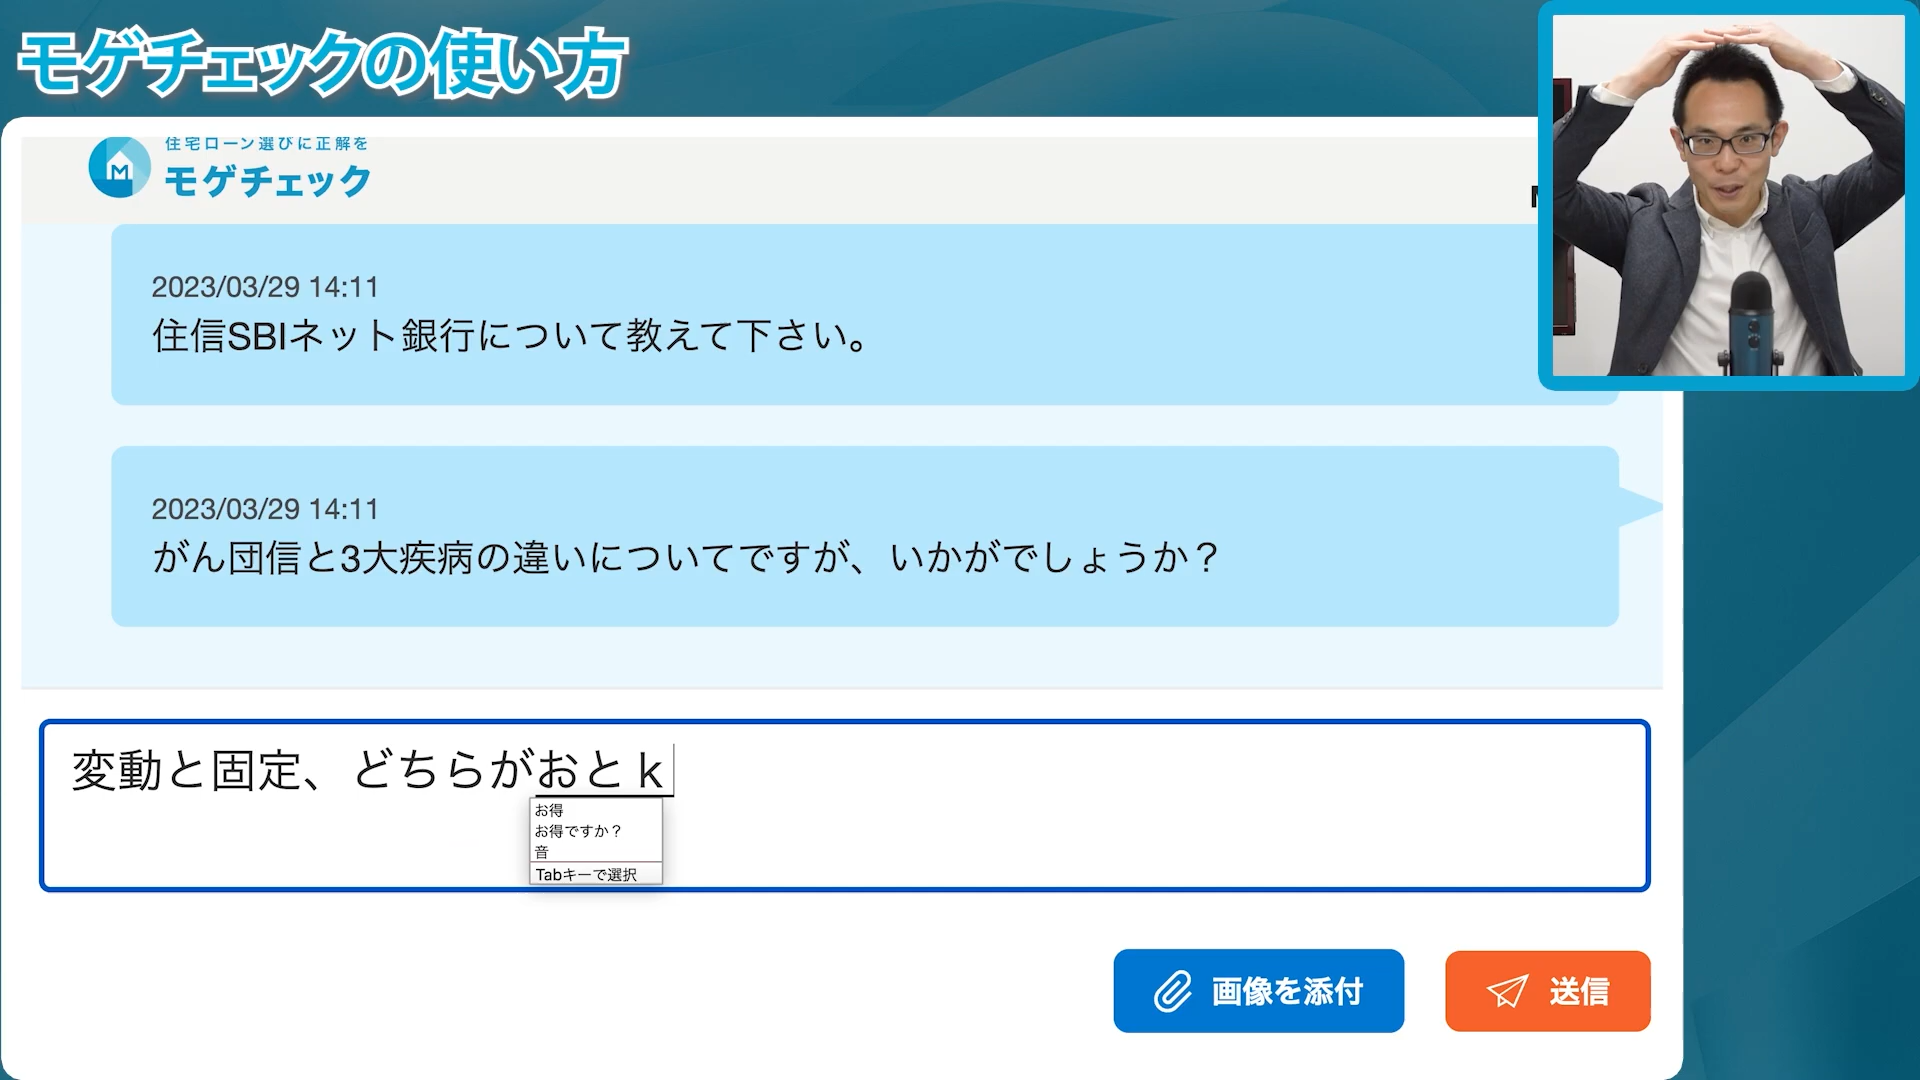 モゲチェックの使い方
住宅ローン選びに正解を
モゲチェック
2023/03/29 14:11
住信SBIネット銀行について教えて下さい。
2023/03/29 14:11
がん団信と3大疾病の違いについてですが、いかがでしょうか？
変動と固定、どちらがおとｋ
お得
お得ですか？
音
Tabキーで選択
画像を添付
送信